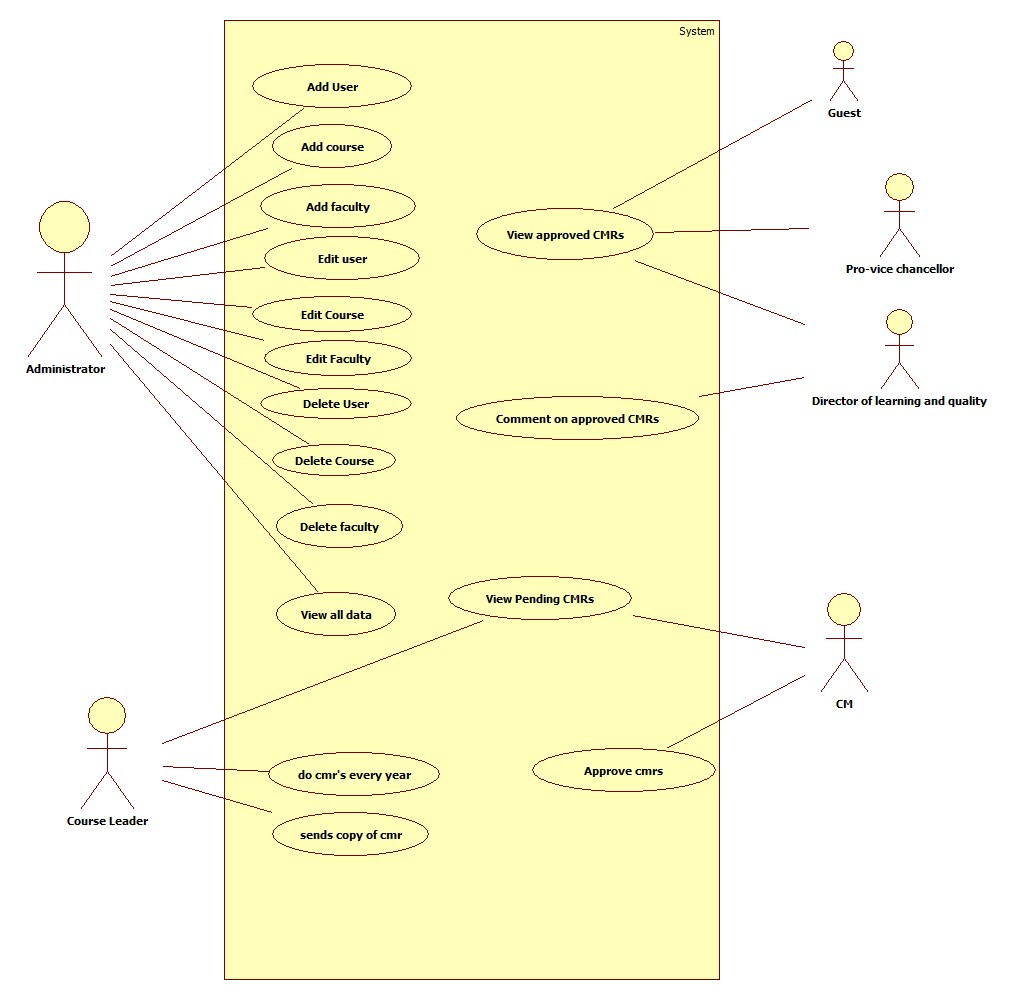 System
Add User
Add course
Add faculty
Edit user
Edit Course
Edit Faculty
Delete User
Delete Course
Delete faculty
View all data
do cmr's every year
sends copy of cmr
View approved CMRs
Comment on approved CMRs
View Pending CMRs
Approve cmrs
Administrator
Course Leader
Guest
Pro-vice chancellor
Director of learning and quality
CM